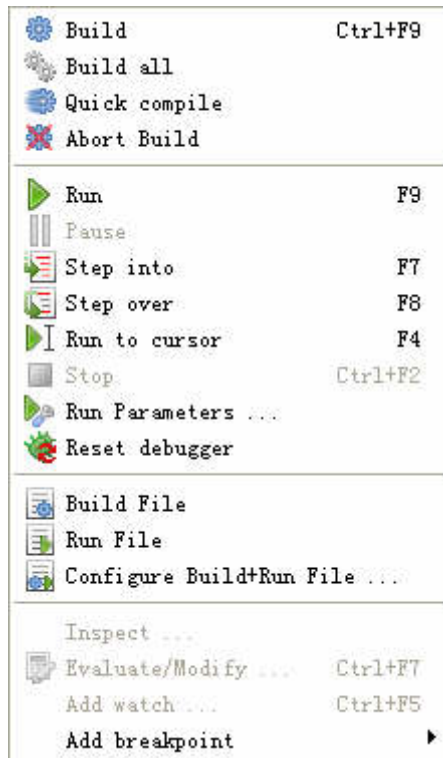 Build Ctrl+F9
Build all
Quick compile
Abort Build
Run F9
Pause
Step into F7
Step over F8
Run to cursor F4
Stop Ctrl+F2
Run Parameters ...
Reset debugger
Build File
Run File
Configure Build+Run File ...
Inspect ...
Evaluate/Modify ... Ctrl+F7
Add watch ... Ctrl+F5
Add breakpoint